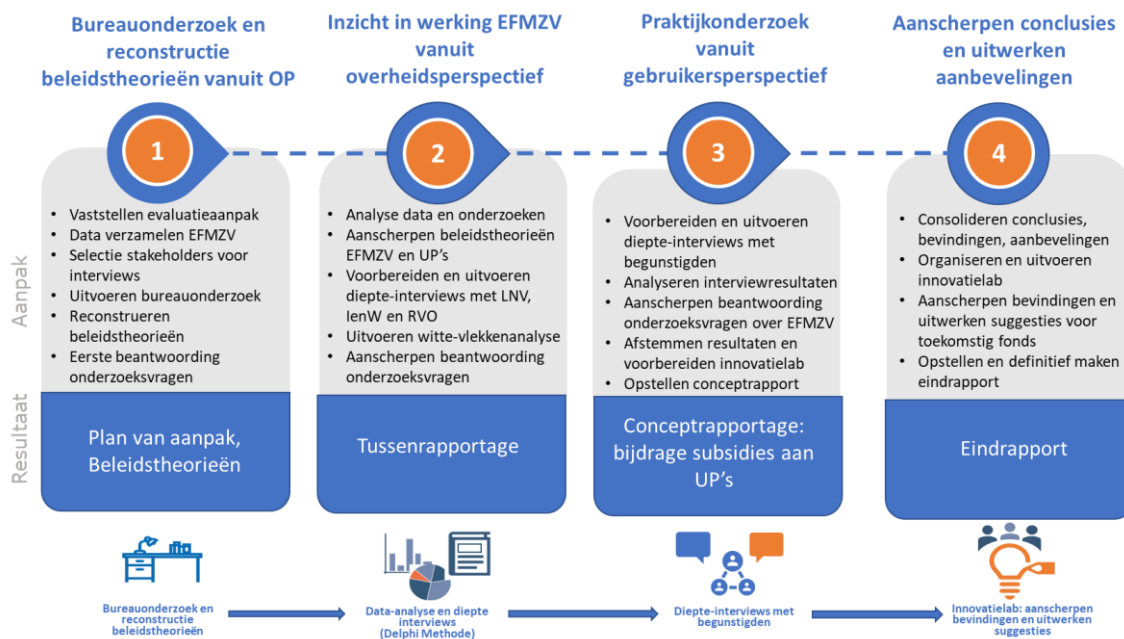 Bureauonderzoek en
reconstructie
beleidstheorieën vanuit OP
Inzicht in werking EFMZV
vanuit
overheidsperspectief
Praktijkonderzoek
vanuit
gebruikersperspectief
Aanscherpen conclusies
en uitwerken
aanbevelingen
1
2
3
4
Aanpak
• Vaststellen evaluatieaanpak
• Data verzamelen EFMZV
• Selectie stakeholders voor
interviews
• Uitvoeren bureauonderzoek
• Reconstrueren
beleidstheorieën
• Eerste beantwoording
onderzoeksvragen
• Analyse data en onderzoeken
• Aanscherpen beleidstheorieën
EFMZV en UP's
• Voorbereiden en uitvoeren
diepte-interviews met LNV,
IenW en RVO
• Uitvoeren witte-vlekkenanalyse
• Aanscherpen beantwoording
onderzoeksvragen
• Voorbereiden en uitvoeren
diepte-interviews met
begunstigden
• Analyseren interviewresultaten
• Aanscherpen beantwoording
onderzoeksvragen over EFMZV
• Afstemmen resultaten en
voorbereiden innovatielab
• Opstellen conceptrapport
• Consolideren conclusies,
bevindingen, aanbevelingen
• Organiseren en uitvoeren
innovatielab
• Aanscherpen bevindingen en
uitwerken suggesties voor
toekomstig fonds
• Opstellen en definitief maken
eindrapport
Resultaat
Plan van aanpak,
Beleidstheorieën
Tussenrapportage
Conceptrapportage:
bijdrage subsidies aan
UP's
Eindrapport
Bureauonderzoek en
reconstructie
beleidstheorieën
Data-analyse en diepte
interviews
(Delphi Methode)
Diepte-interviews met
begunstigden
Innovatielab: aanscherpen
bevindingen en uitwerken
suggesties